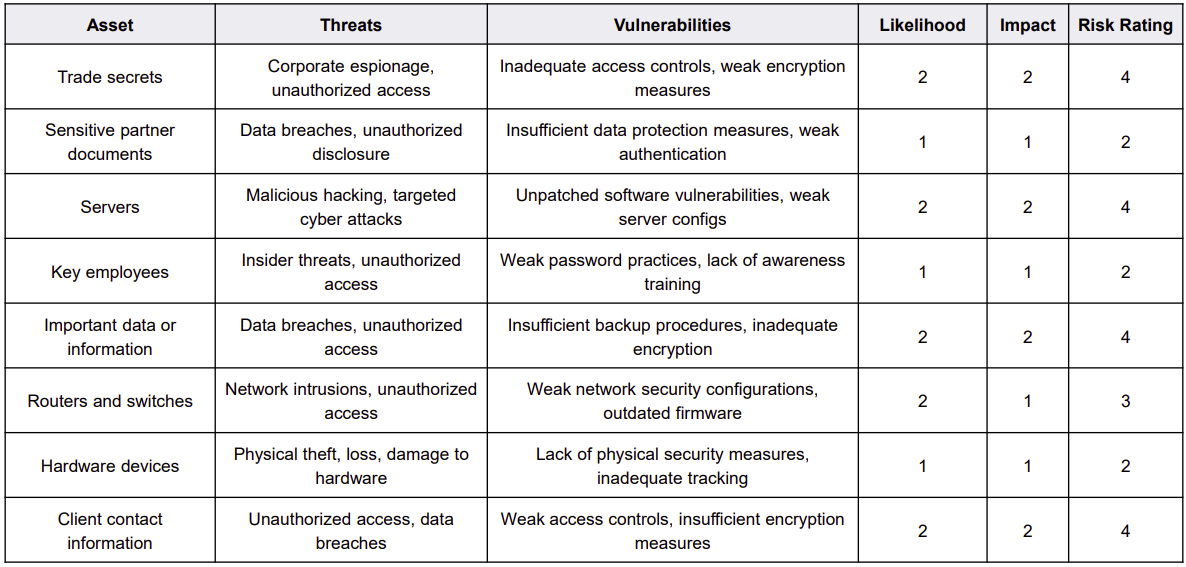 Asset Threats Vulnerabilities Likelihood Impact Risk Rating
Trade secrets
Corporate espionage,
unauthorized access
Inadequate access controls, weak encryption
measures
2 2 4
Sensitive partner
documents
Data breaches, unauthorized
disclosure
Insufficient data protection measures, weak
authentication
1 1 2
Servers
Malicious hacking, targeted
cyber attacks
Unpatched software vulnerabilities, weak
server configs
2 2 4
Key employees
Insider threats, unauthorized
access
Weak password practices, lack of awareness
training
1 1 2
Important data or
information
Data breaches, unauthorized
access
Insufficient backup procedures, inadequate
encryption
2 2 4
Routers and switches
Network intrusions, unauthorized
access
Weak network security configurations,
outdated firmware
2 1 3
Hardware devices
Physical theft, loss, damage to
hardware
Lack of physical security measures,
inadequate tracking
1 1 2
Client contact
information
Unauthorized access, data
breaches
Weak access controls, insufficient encryption
measures
2 2 4